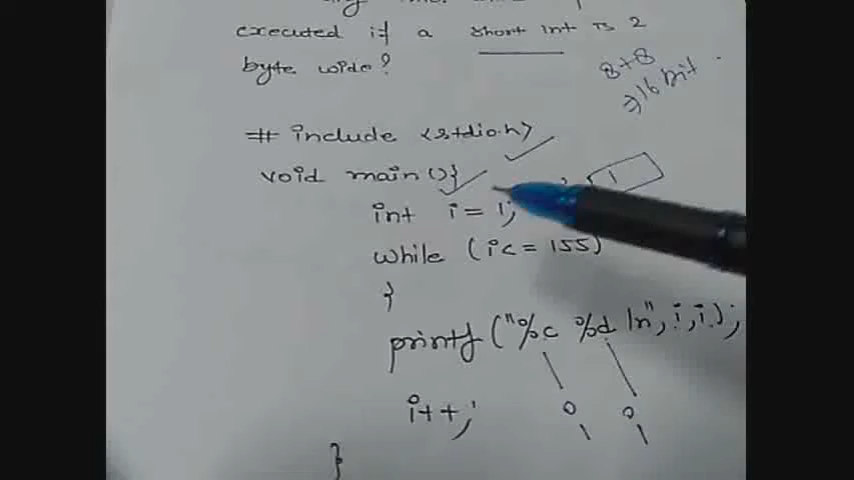 executed if a short int is 2
byte wide?
8+8
⇒ 16 bit
# include <stdio.h>
void main (){
1
int i = 1;
while (i<= 155)
{
printf ("%c %d \n", i, i);
i++;
0 0
1 1
}